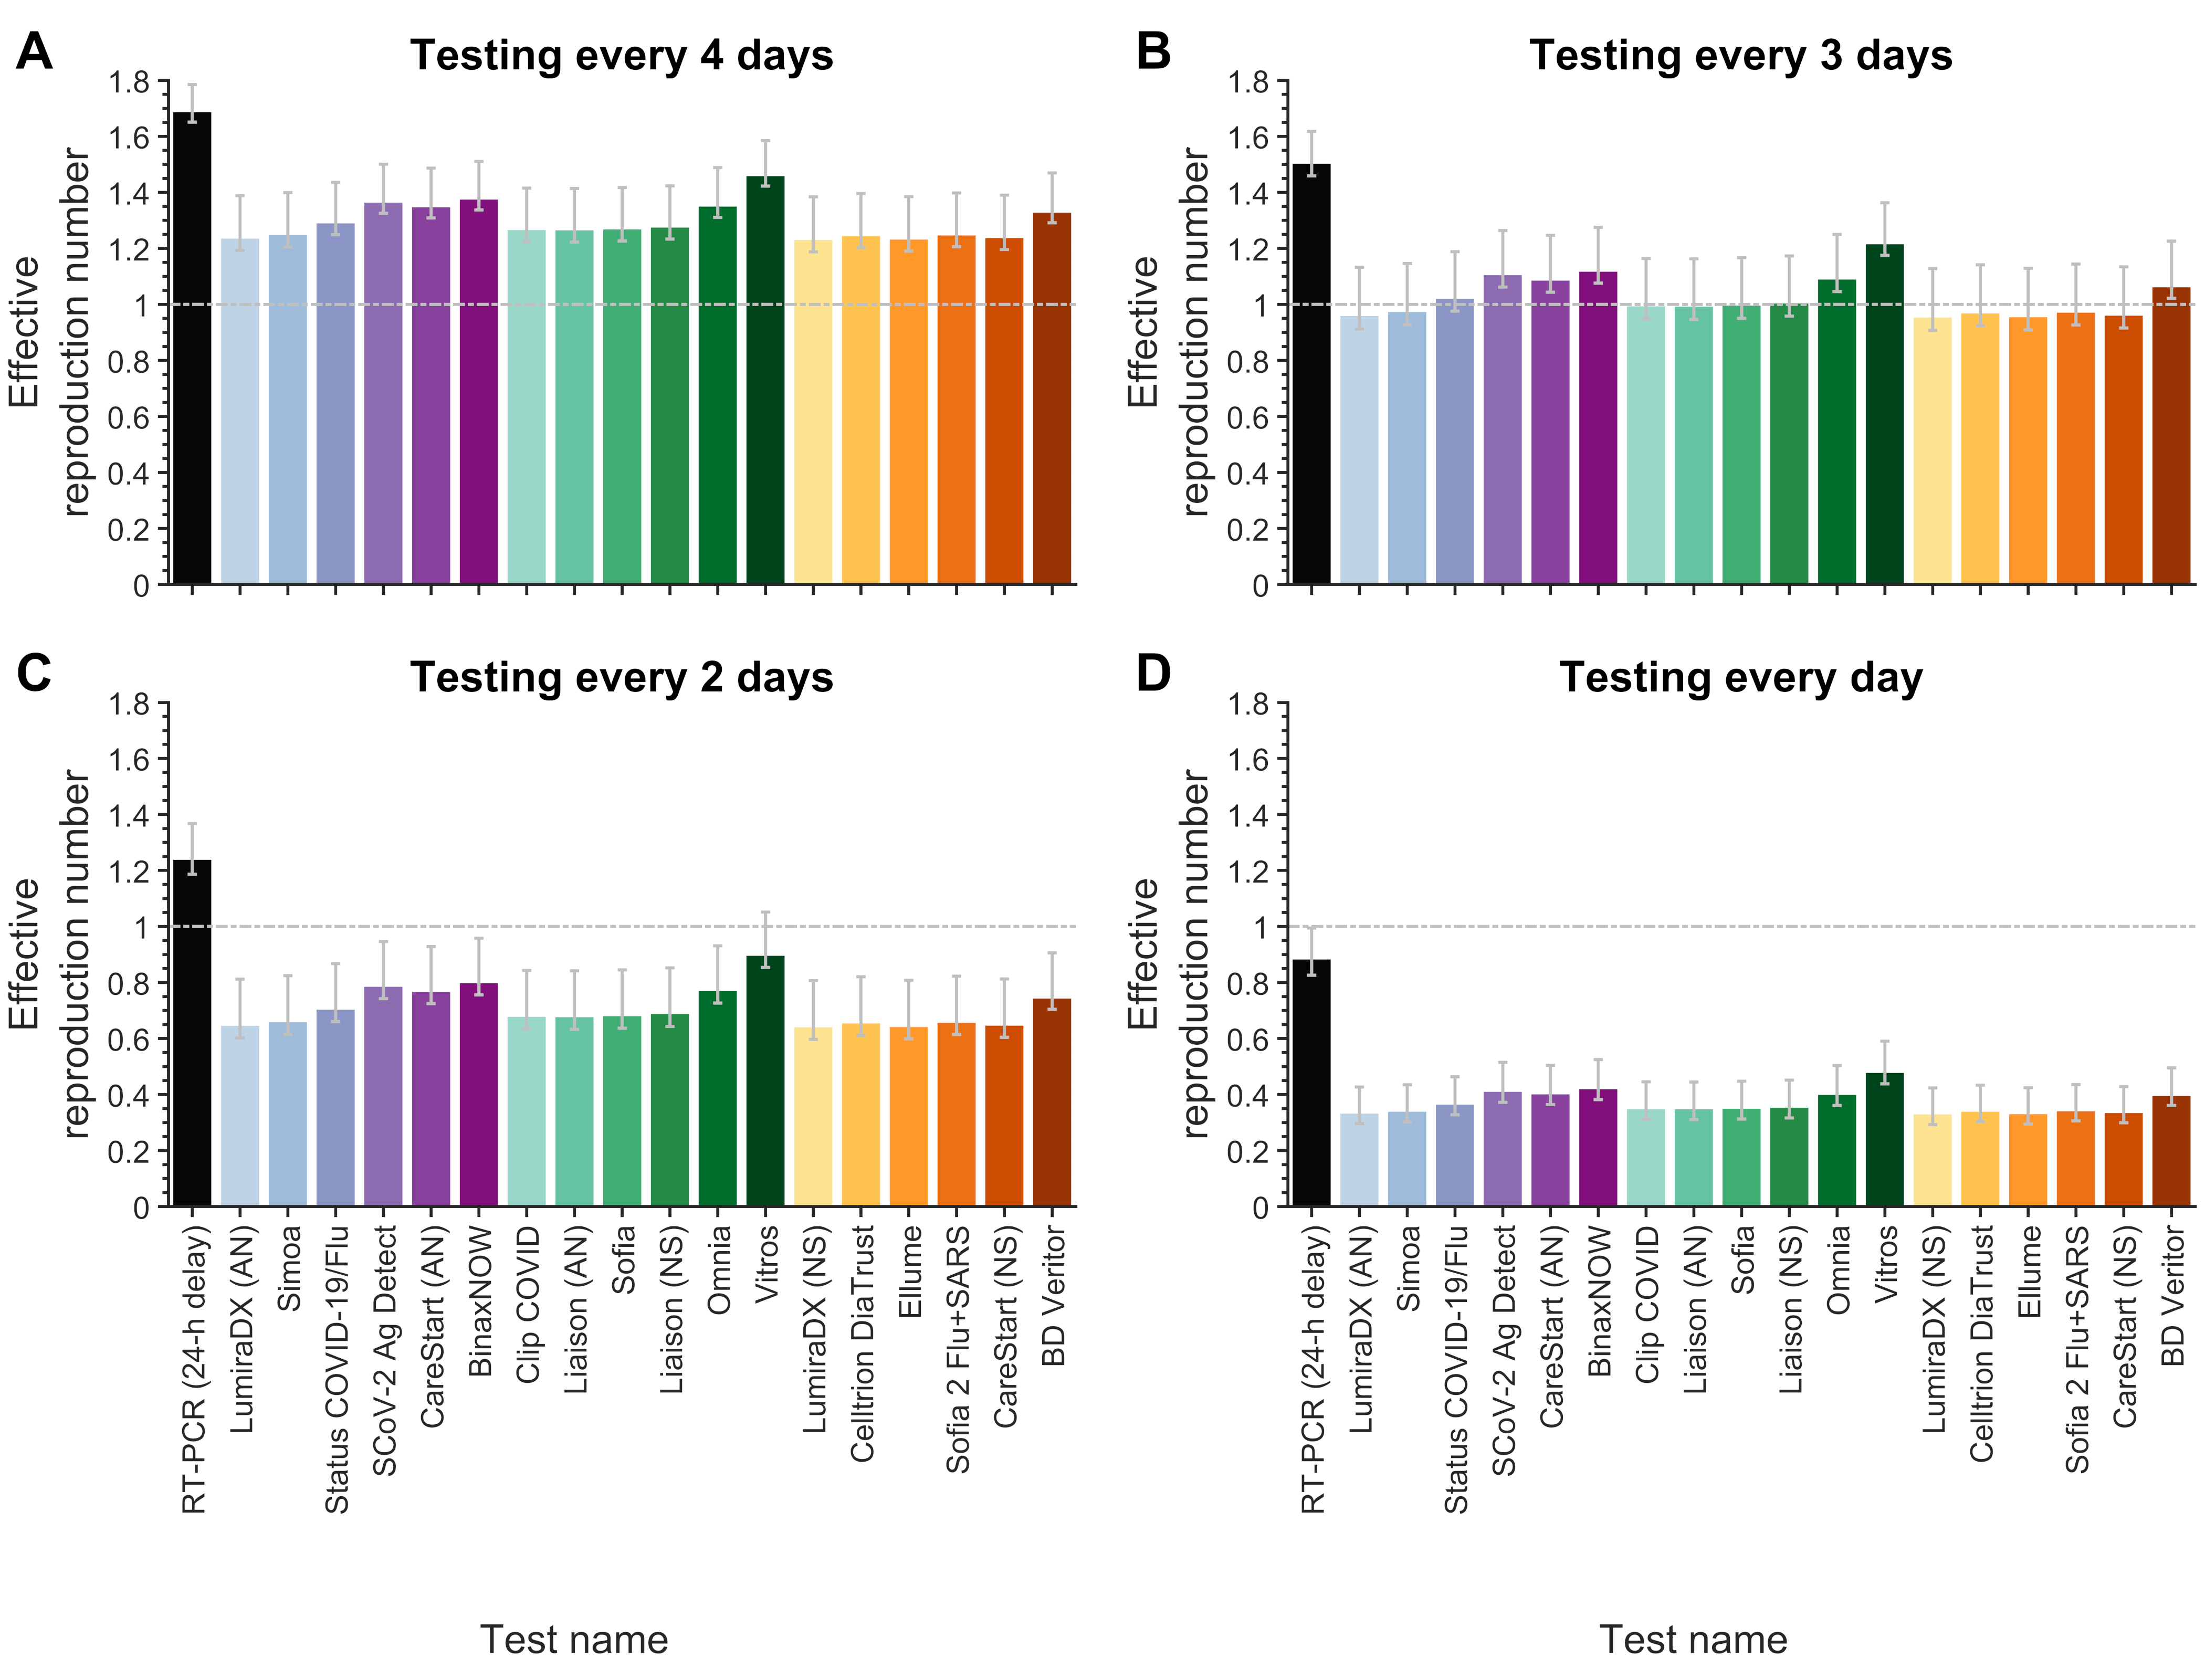 A
Testing every 4 days
Effective
reproduction number
1.8
1.6
1.4
1.2
1
0.8
0.6
0.4
0.2
0
B
Testing every 3 days
Effective
reproduction number
1.8
1.6
1.4
1.2
1
0.8
0.6
0.4
0.2
0
C
Testing every 2 days
Effective
reproduction number
1.8
1.6
1.4
1.2
1
0.8
0.6
0.4
0.2
0
RT-PCR (24-h delay)
LumiraDX (AN)
Simoa
Status COVID-19/Flu
SCoV-2 Ag Detect
CareStart (AN)
BinaxNOW
Clip COVID
Liaison (AN)
Sofia
Liaison (NS)
Omnia
Vitros
LumiraDX (NS)
Celltrion DiaTrust
Ellume
Sofia 2 Flu+SARS
CareStart (NS)
BD Veritor
Test name
D
Testing every day
Effective
reproduction number
1.8
1.6
1.4
1.2
1
0.8
0.6
0.4
0.2
0
RT-PCR (24-h delay)
LumiraDX (AN)
Simoa
Status COVID-19/Flu
SCoV-2 Ag Detect
CareStart (AN)
BinaxNOW
Clip COVID
Liaison (AN)
Sofia
Liaison (NS)
Omnia
Vitros
LumiraDX (NS)
Celltrion DiaTrust
Ellume
Sofia 2 Flu+SARS
CareStart (NS)
BD Veritor
Test name